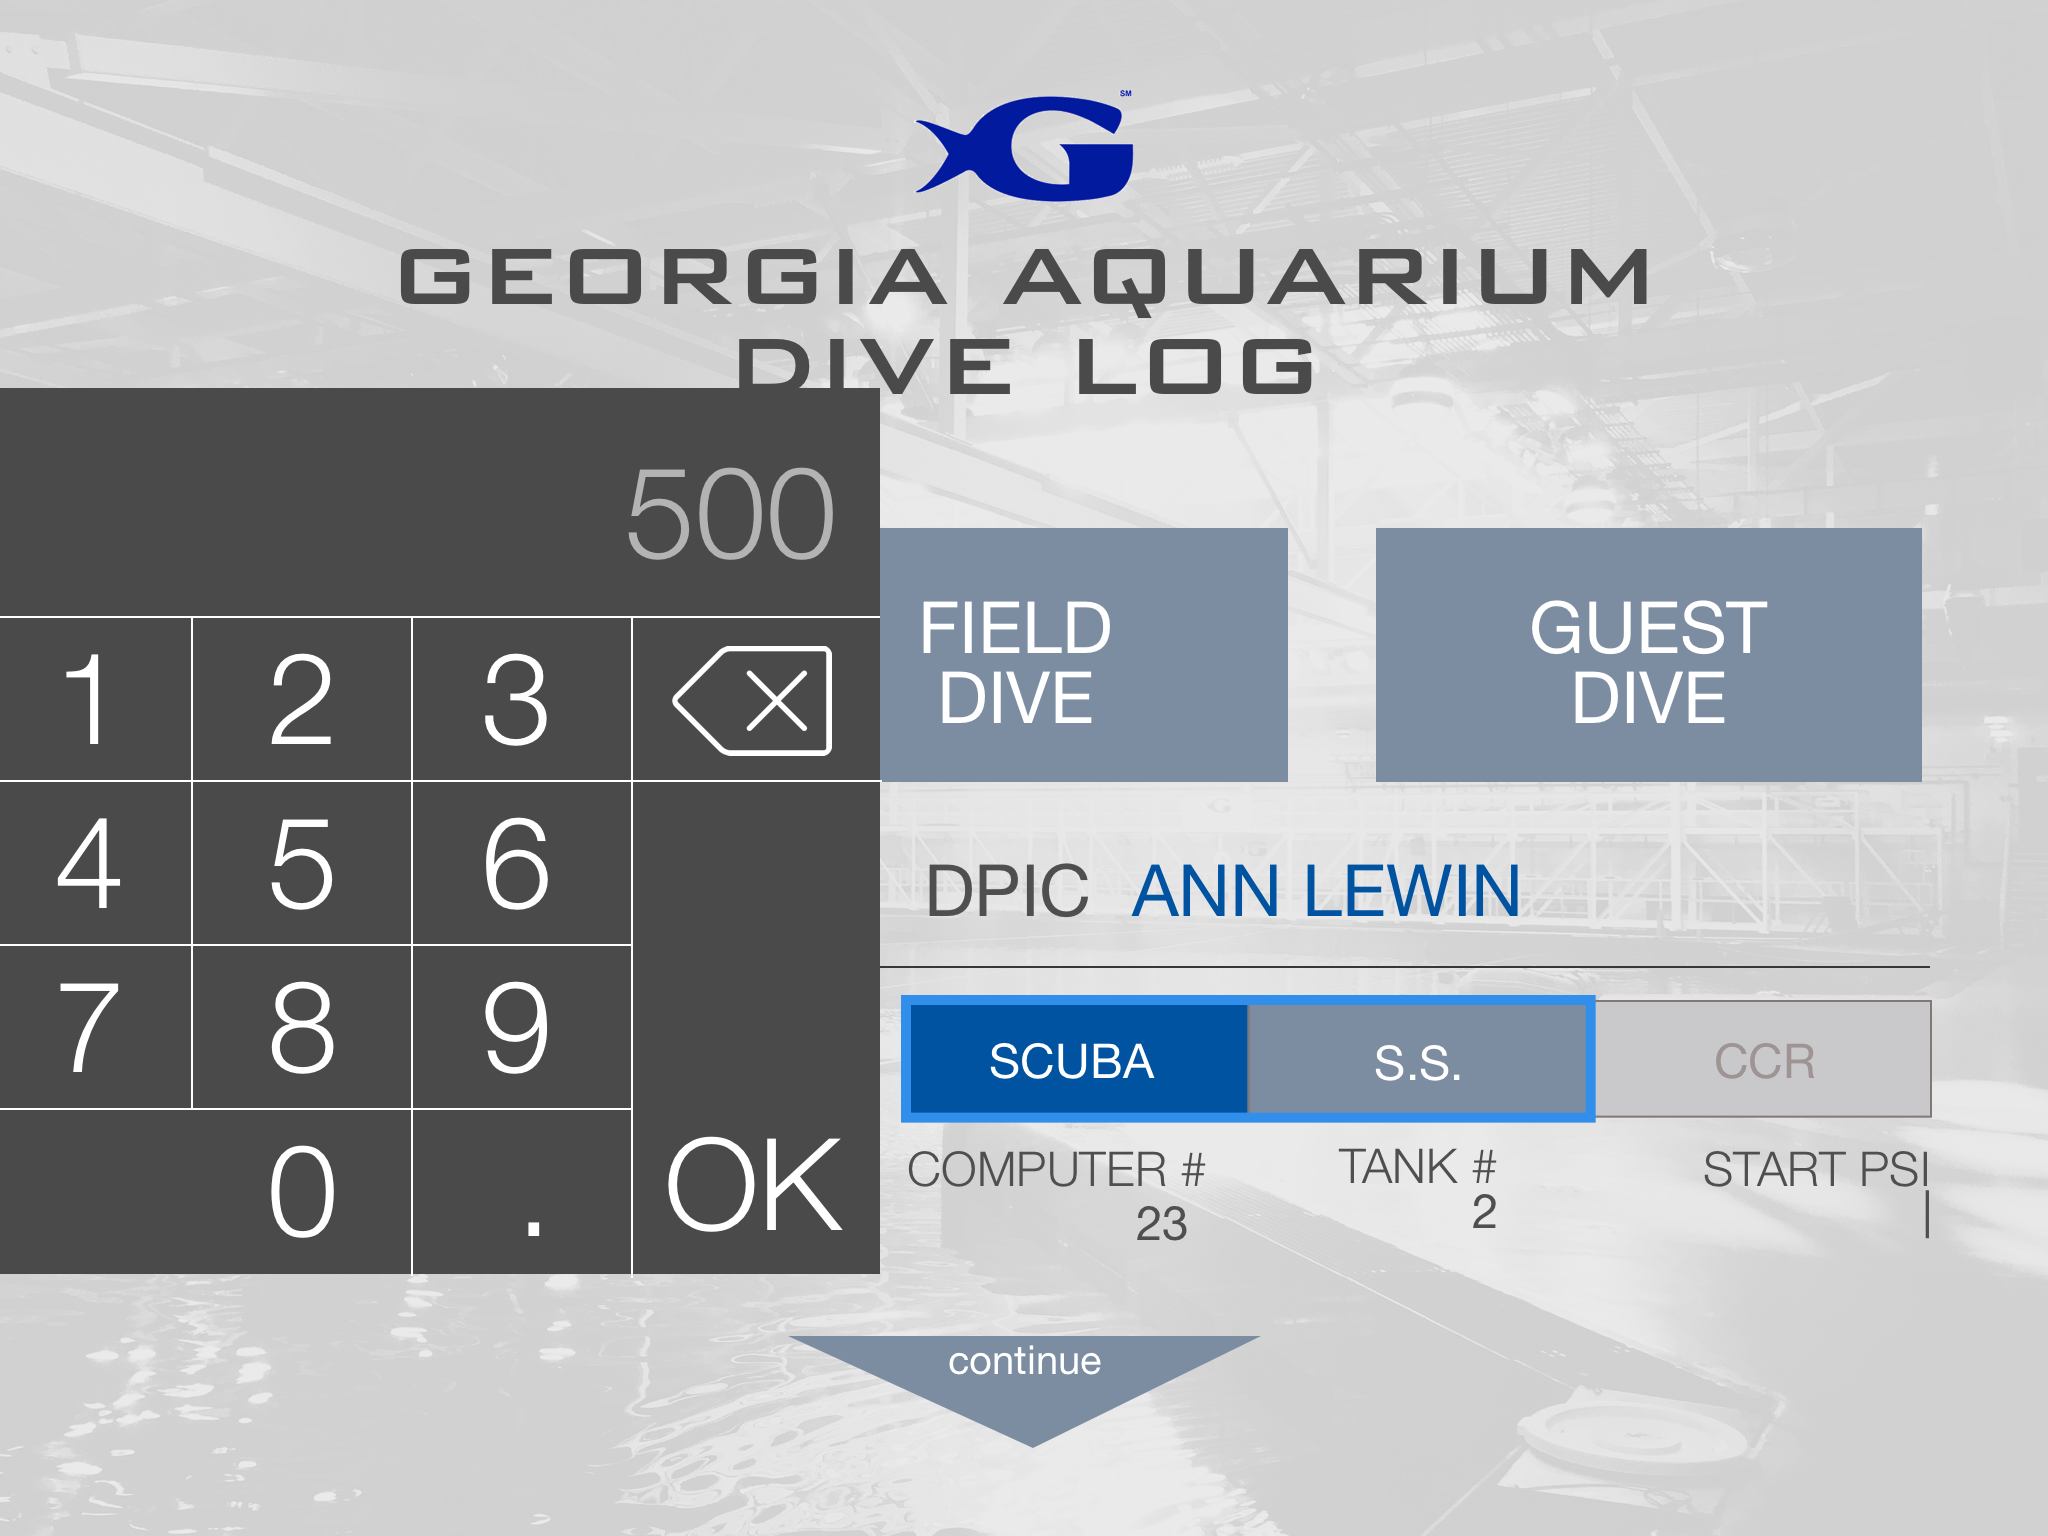 G
SM
GEORGIA AQUARIUM
DIVE LOG
500
1 2 3
4 5 6
7 8 9
0 . OK
FIELD
DIVE
GUEST
DIVE
DPIC ANN LEWIN
SCUBA S.S. CCR
COMPUTER # TANK # START PSI
23 2
continue